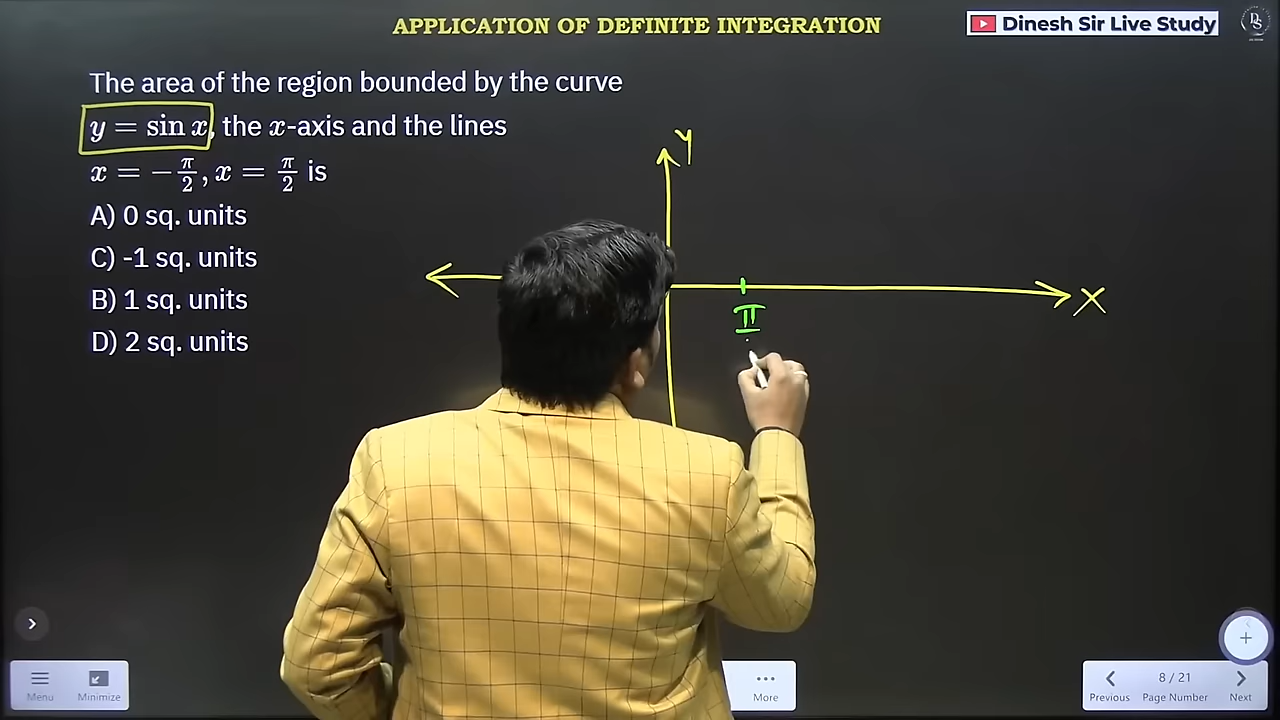 APPLICATION OF DEFINITE INTEGRATION
Dinesh Sir Live Study
DS
The area of the region bounded by the curve
y = sin x, the x-axis and the lines
x = −π/2, x = π/2 is
A) 0 sq. units
C) -1 sq. units
B) 1 sq. units
D) 2 sq. units
Y
X
π
Menu
Minimize
More
Previous
8 / 21
Page Number
Next